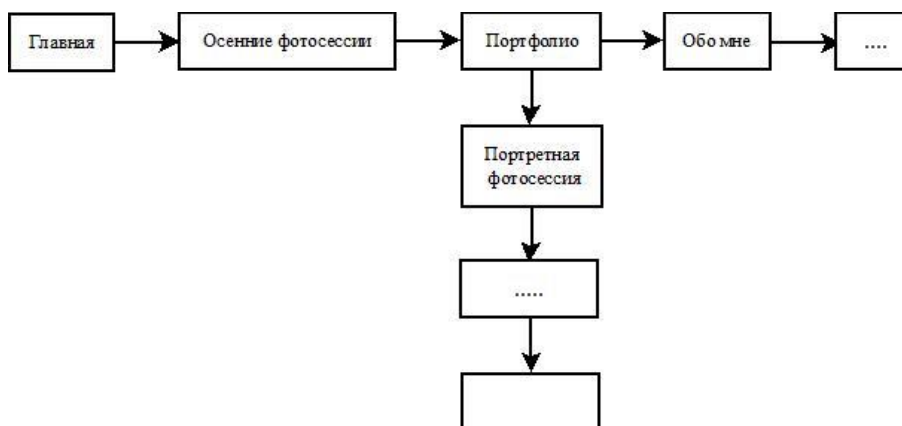 Главная
Осенние фотосессии
Портфолио
Обо мне
....
Портретная
фотосессия
.....